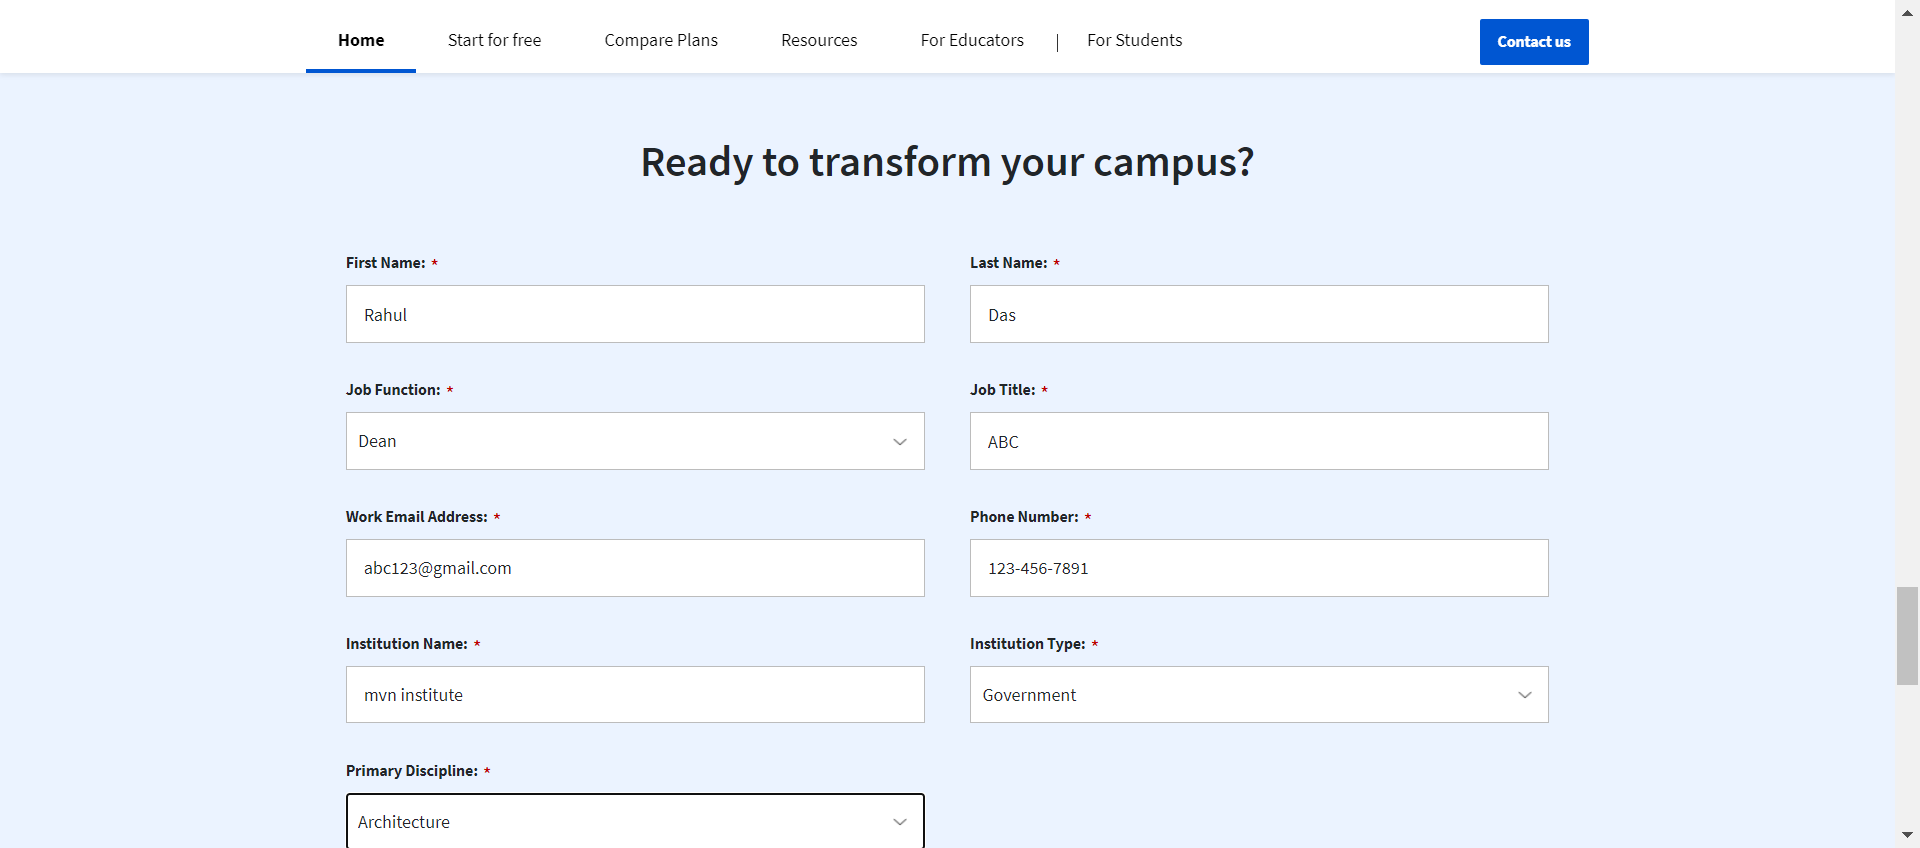 Home Start for free Compare Plans Resources For Educators | For Students Contact us
Ready to transform your campus?
First Name: * Last Name: *
Rahul Das
Job Function: * Job Title: *
Dean ABC
Work Email Address: * Phone Number: *
abc123@gmail.com 123-456-7891
Institution Name: * Institution Type: *
mvn institute Government
Primary Discipline: *
Architecture